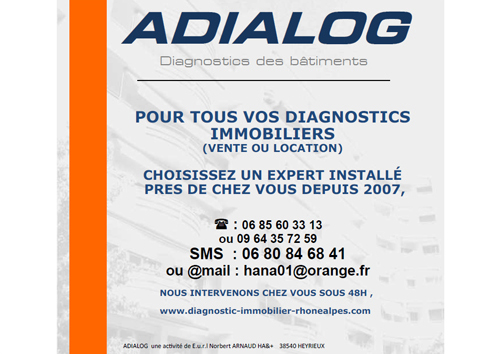 ADIALOG
Diagnostics des bâtiments
POUR TOUS VOS DIAGNOSTICS
IMMOBILIERS
(VENTE OU LOCATION)
CHOISISSEZ UN EXPERT INSTALLÉ
PRES DE CHEZ VOUS DEPUIS 2007,
☎ : 06 85 60 33 13
ou 09 64 35 72 59
SMS : 06 80 84 68 41
ou @mail : hana01@orange.fr
NOUS INTERVENONS CHEZ VOUS SOUS 48H ,
www.diagnostic-immobilier-rhonealpes.com
ADIALOG une activité de E.u.r.l Norbert ARNAUD HA&+ 38540 HEYRIEUX